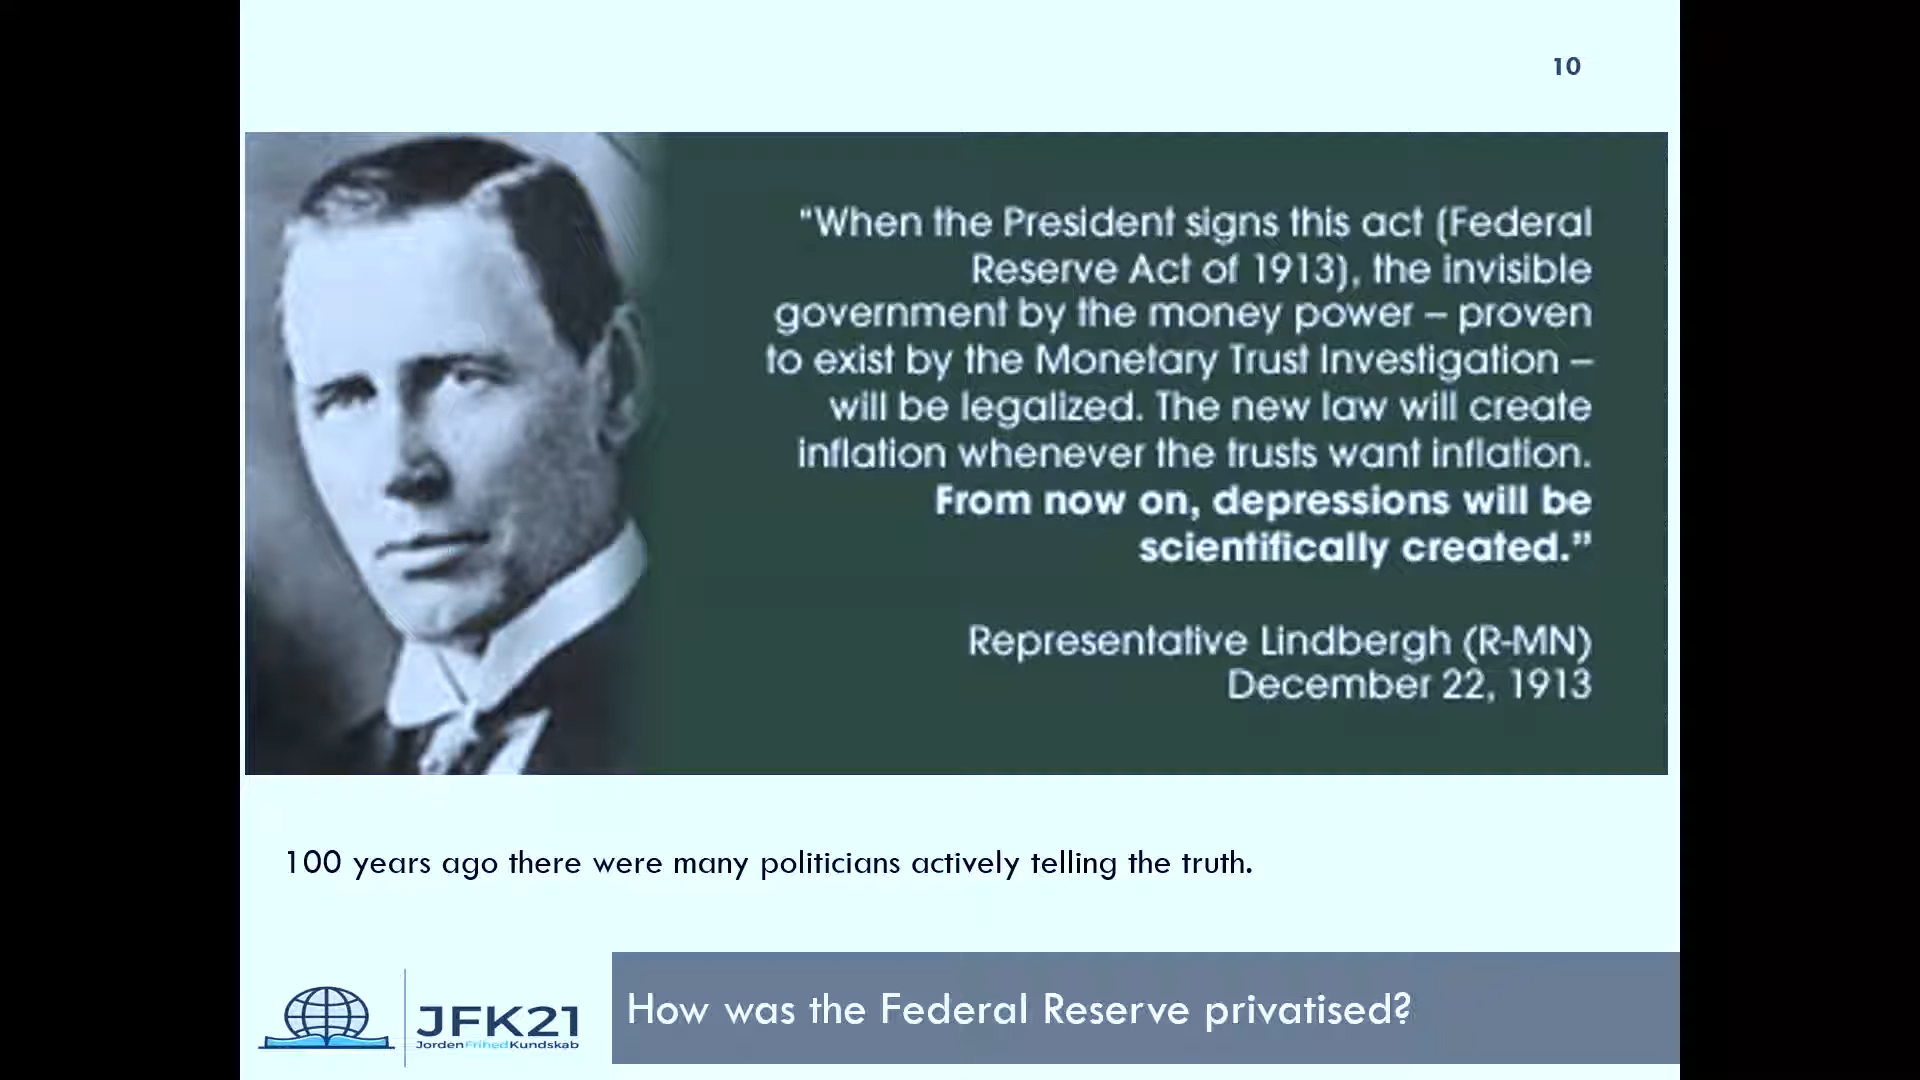 10
“When the President signs this act (Federal
Reserve Act of 1913), the invisible
government by the money power – proven
to exist by the Monetary Trust Investigation –
will be legalized. The new law will create
inflation whenever the trusts want inflation.
From now on, depressions will be
scientifically created.”
Representative Lindbergh (R-MN)
December 22, 1913
100 years ago there were many politicians actively telling the truth.
JFK21
JordenFrihedKundskab
How was the Federal Reserve privatised?